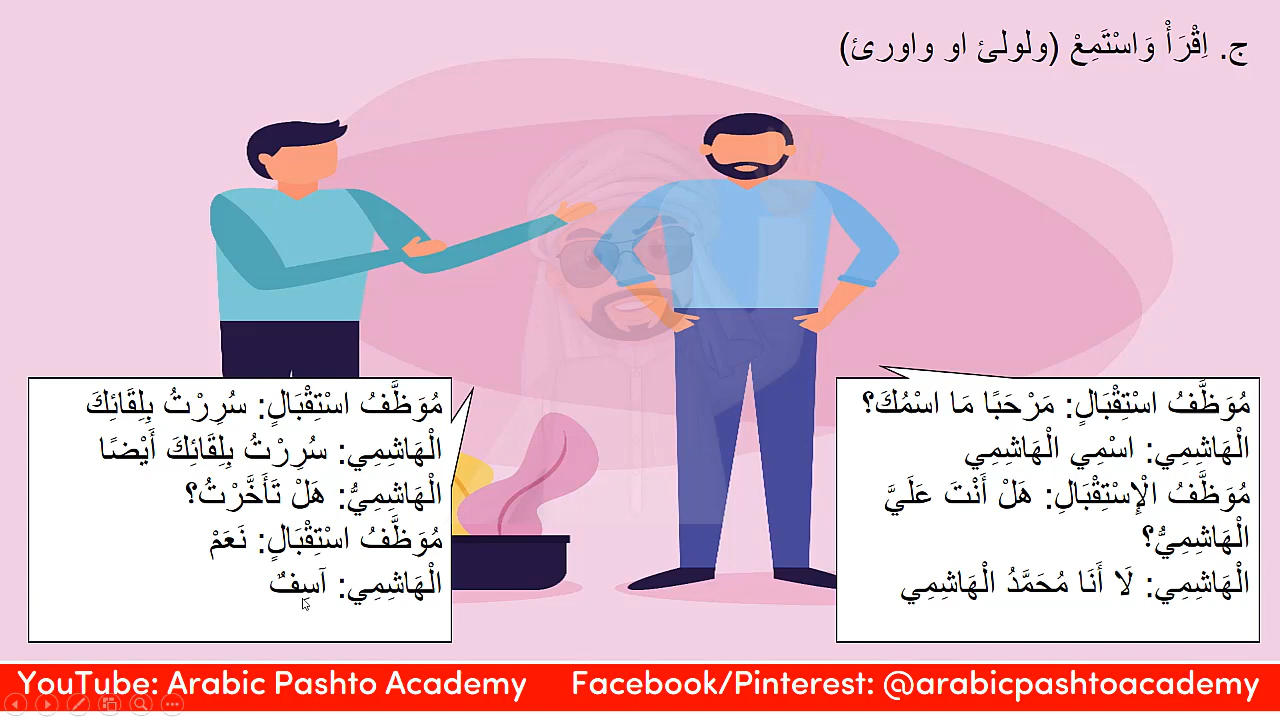 ج. اِقْرَأْ وَاسْتَمِعْ (ولولئ او واورئ)
مُوَظَّفُ اسْتِقْبَالٍ: مَرْحَبًا مَا اسْمُكَ؟
الْهَاشِمِي: اسْمِي الْهَاشِمِي
مُوَظَّفُ الْإِسْتِقْبَالِ: هَلْ أَنْتَ عَلَيَّ
الْهَاشِمِيُّ؟
الْهَاشِمِي: لَا أَنَا مُحَمَّدُ الْهَاشِمِي
مُوَظَّفُ اسْتِقْبَالٍ: سُرِرْتُ بِلِقَائِكَ
الْهَاشِمِي: سُرِرْتُ بِلِقَائِكَ أَيْضًا
الْهَاشِمِيُّ: هَلْ تَأَخَّرْتُ؟
مُوَظَّفُ اسْتِقْبَالٍ: نَعَمْ
الْهَاشِمِي: آسِفٌ
YouTube: Arabic Pashto Academy Facebook/Pinterest: @arabicpashtoacademy